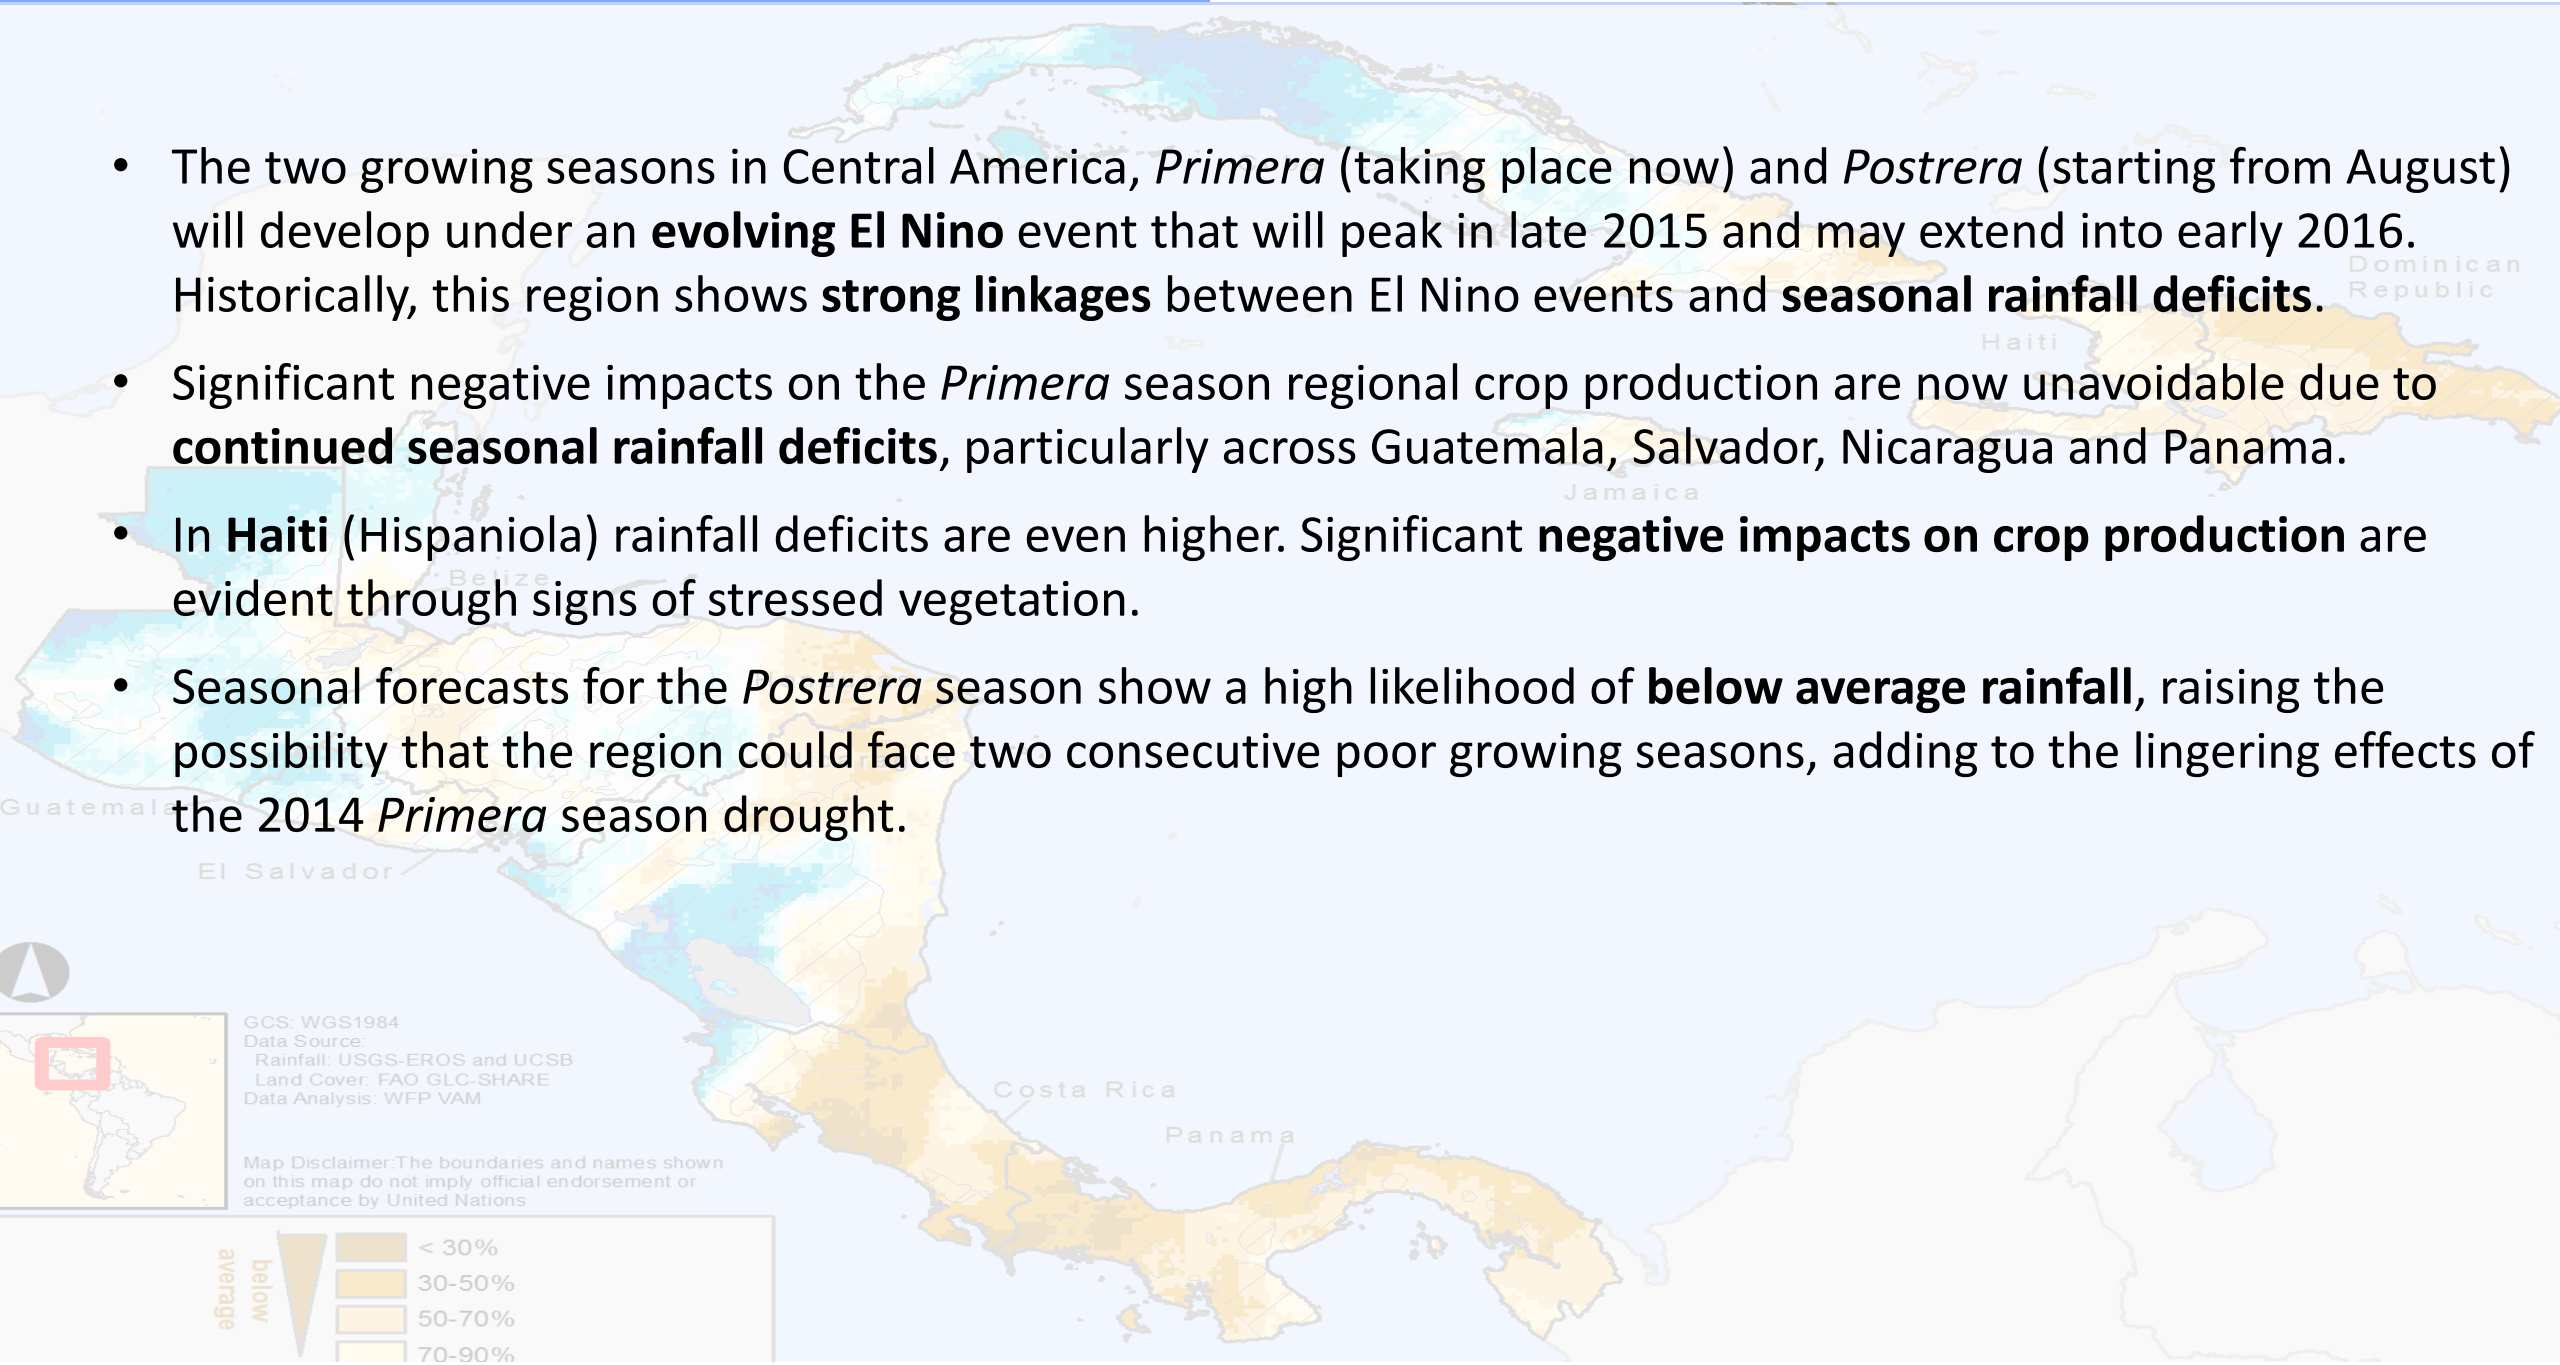 • The two growing seasons in Central America, Primera (taking place now) and Postrera (starting from August)
will develop under an evolving El Nino event that will peak in late 2015 and may extend into early 2016.
Historically, this region shows strong linkages between El Nino events and seasonal rainfall deficits.
• Significant negative impacts on the Primera season regional crop production are now unavoidable due to
continued seasonal rainfall deficits, particularly across Guatemala, Salvador, Nicaragua and Panama.
• In Haiti (Hispaniola) rainfall deficits are even higher. Significant negative impacts on crop production are
evident through signs of stressed vegetation.
• Seasonal forecasts for the Postrera season show a high likelihood of below average rainfall, raising the
possibility that the region could face two consecutive poor growing seasons, adding to the lingering effects of
the 2014 Primera season drought.
Dominican
Republic
Haiti
Jamaica
Belize
Guatemala
El Salvador
GCS: WGS1984
Data Source:
Rainfall: USGS-EROS and UCSB
Land Cover: FAO GLC-SHARE
Data Analysis: WFP VAM
Costa Rica
Panama
Map Disclaimer:The boundaries and names shown
on this map do not imply official endorsement or
acceptance by United Nations
below
average
< 30%
30-50%
50-70%
70-90%